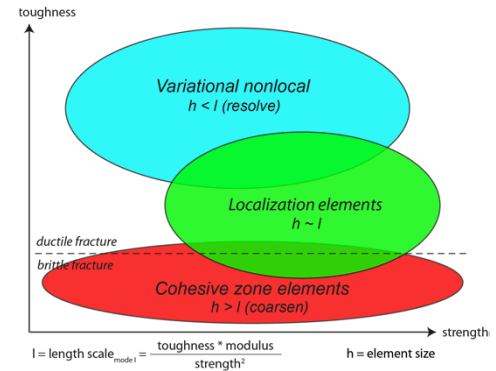 toughness
Variational nonlocal
h < l (resolve)
Localization elements
h ~ l
ductile fracture
brittle fracture
Cohesive zone elements
h > l (coarsen)
strength
l = length scale mode I = toughness * modulus / strength²
h = element size